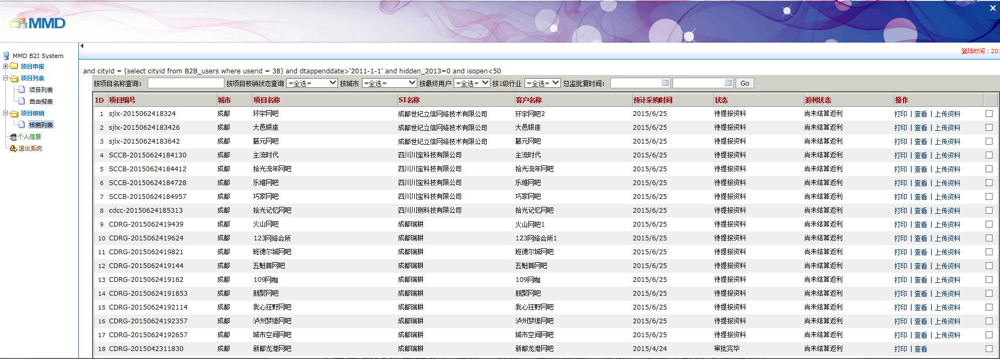 MMD
登陆时间：201
MMD B2I System
项目申报
项目列表
项目列表
自由报表
项目核销
核销列表
个人信息
退出系统
and cityid = (select cityid from B2B_users where userid = 38) and dtappenddate>'2011-1-1' and hidden_2013=0 and isopen<50
按项目名称查询： 按项目核销状态查询 =全选= 按城市 =全选= 按最终用户 =全选= 按1级行业 =全选= 总监批复时间： Go
ID 项目编号 城市 项目名称 SI名称 客户名称 预计采购时间 状态 返利状态 操作
1 sjlx-2015062418324 成都 环宇网吧 成都世纪立信网络技术有限公司 环宇网吧2 2015/6/25 待提报资料 尚未结算返利 打印 | 查看 | 上传资料
2 sjlx-20150624183426 成都 大邑银座 成都世纪立信网络技术有限公司 大邑银座 2015/6/25 待提报资料 尚未结算返利 打印 | 查看 | 上传资料
3 sjlx-20150624183642 成都 元网吧 成都世纪立信网络技术有限公司 元网吧 2015/6/25 待提报资料 尚未结算返利 打印 | 查看 | 上传资料
4 SCCB-20150624184130 成都 主流时代 四川川宝科技有限公司 主流时代 2015/6/25 待提报资料 尚未结算返利 打印 | 查看 | 上传资料
5 SCCB-20150624184412 成都 拾光流年网吧 四川川宝科技有限公司 拾光流年网吧 2015/6/25 待提报资料 尚未结算返利 打印 | 查看 | 上传资料
6 SCCB-20150624184728 成都 乐维网吧 四川川宝科技有限公司 乐维网吧 2015/6/25 待提报资料 尚未结算返利 打印 | 查看 | 上传资料
7 SCCB-20150624184957 成都 巧家网吧 四川川宝科技有限公司 巧家网吧 2015/6/25 待提报资料 尚未结算返利 打印 | 查看 | 上传资料
8 cdcc-20150624185313 成都 拾光记忆网吧 四川川测科技有限公司 拾光记忆网吧 2015/6/25 待提报资料 尚未结算返利 打印 | 查看 | 上传资料
9 CDRG-2015062419439 成都 火山网吧 成都瑞耕 火山网吧1 2015/6/25 待提报资料 尚未结算返利 打印 | 查看 | 上传资料
10 CDRG-2015062419624 成都 123网络会所 成都瑞耕 123网络会所1 2015/6/25 待提报资料 尚未结算返利 打印 | 查看 | 上传资料
11 CDRG-2015062419821 成都 班德尔城网吧 成都瑞耕 班德尔城网吧 2015/6/25 待提报资料 尚未结算返利 打印 | 查看 | 上传资料
12 CDRG-2015062419144 成都 五魁首网吧 成都瑞耕 五魁首网吧 2015/6/25 待提报资料 尚未结算返利 打印 | 查看 | 上传资料
13 CDRG-2015062419162 成都 109网咖 成都瑞耕 109网咖 2015/6/25 待提报资料 尚未结算返利 打印 | 查看 | 上传资料
14 CDRG-20150624191853 成都 朋聚网吧 成都瑞耕 朋聚网吧 2015/6/25 待提报资料 尚未结算返利 打印 | 查看 | 上传资料
15 CDRG-20150624192114 成都 我心狂野网吧 成都瑞耕 我心狂野网吧 2015/6/25 待提报资料 尚未结算返利 打印 | 查看 | 上传资料
16 CDRG-20150624192357 成都 泸州梦缘网吧 成都瑞耕 泸州梦缘网吧 2015/6/25 待提报资料 尚未结算返利 打印 | 查看 | 上传资料
17 CDRG-20150624192657 成都 城市空间网吧 成都瑞耕 城市空间网吧 2015/6/25 待提报资料 尚未结算返利 打印 | 查看 | 上传资料
18 CDRG-2015042311830 成都 新都龙港网吧 成都瑞耕 新都龙港网吧 2015/4/24 审批完毕 尚未结算返利 打印 | 查看